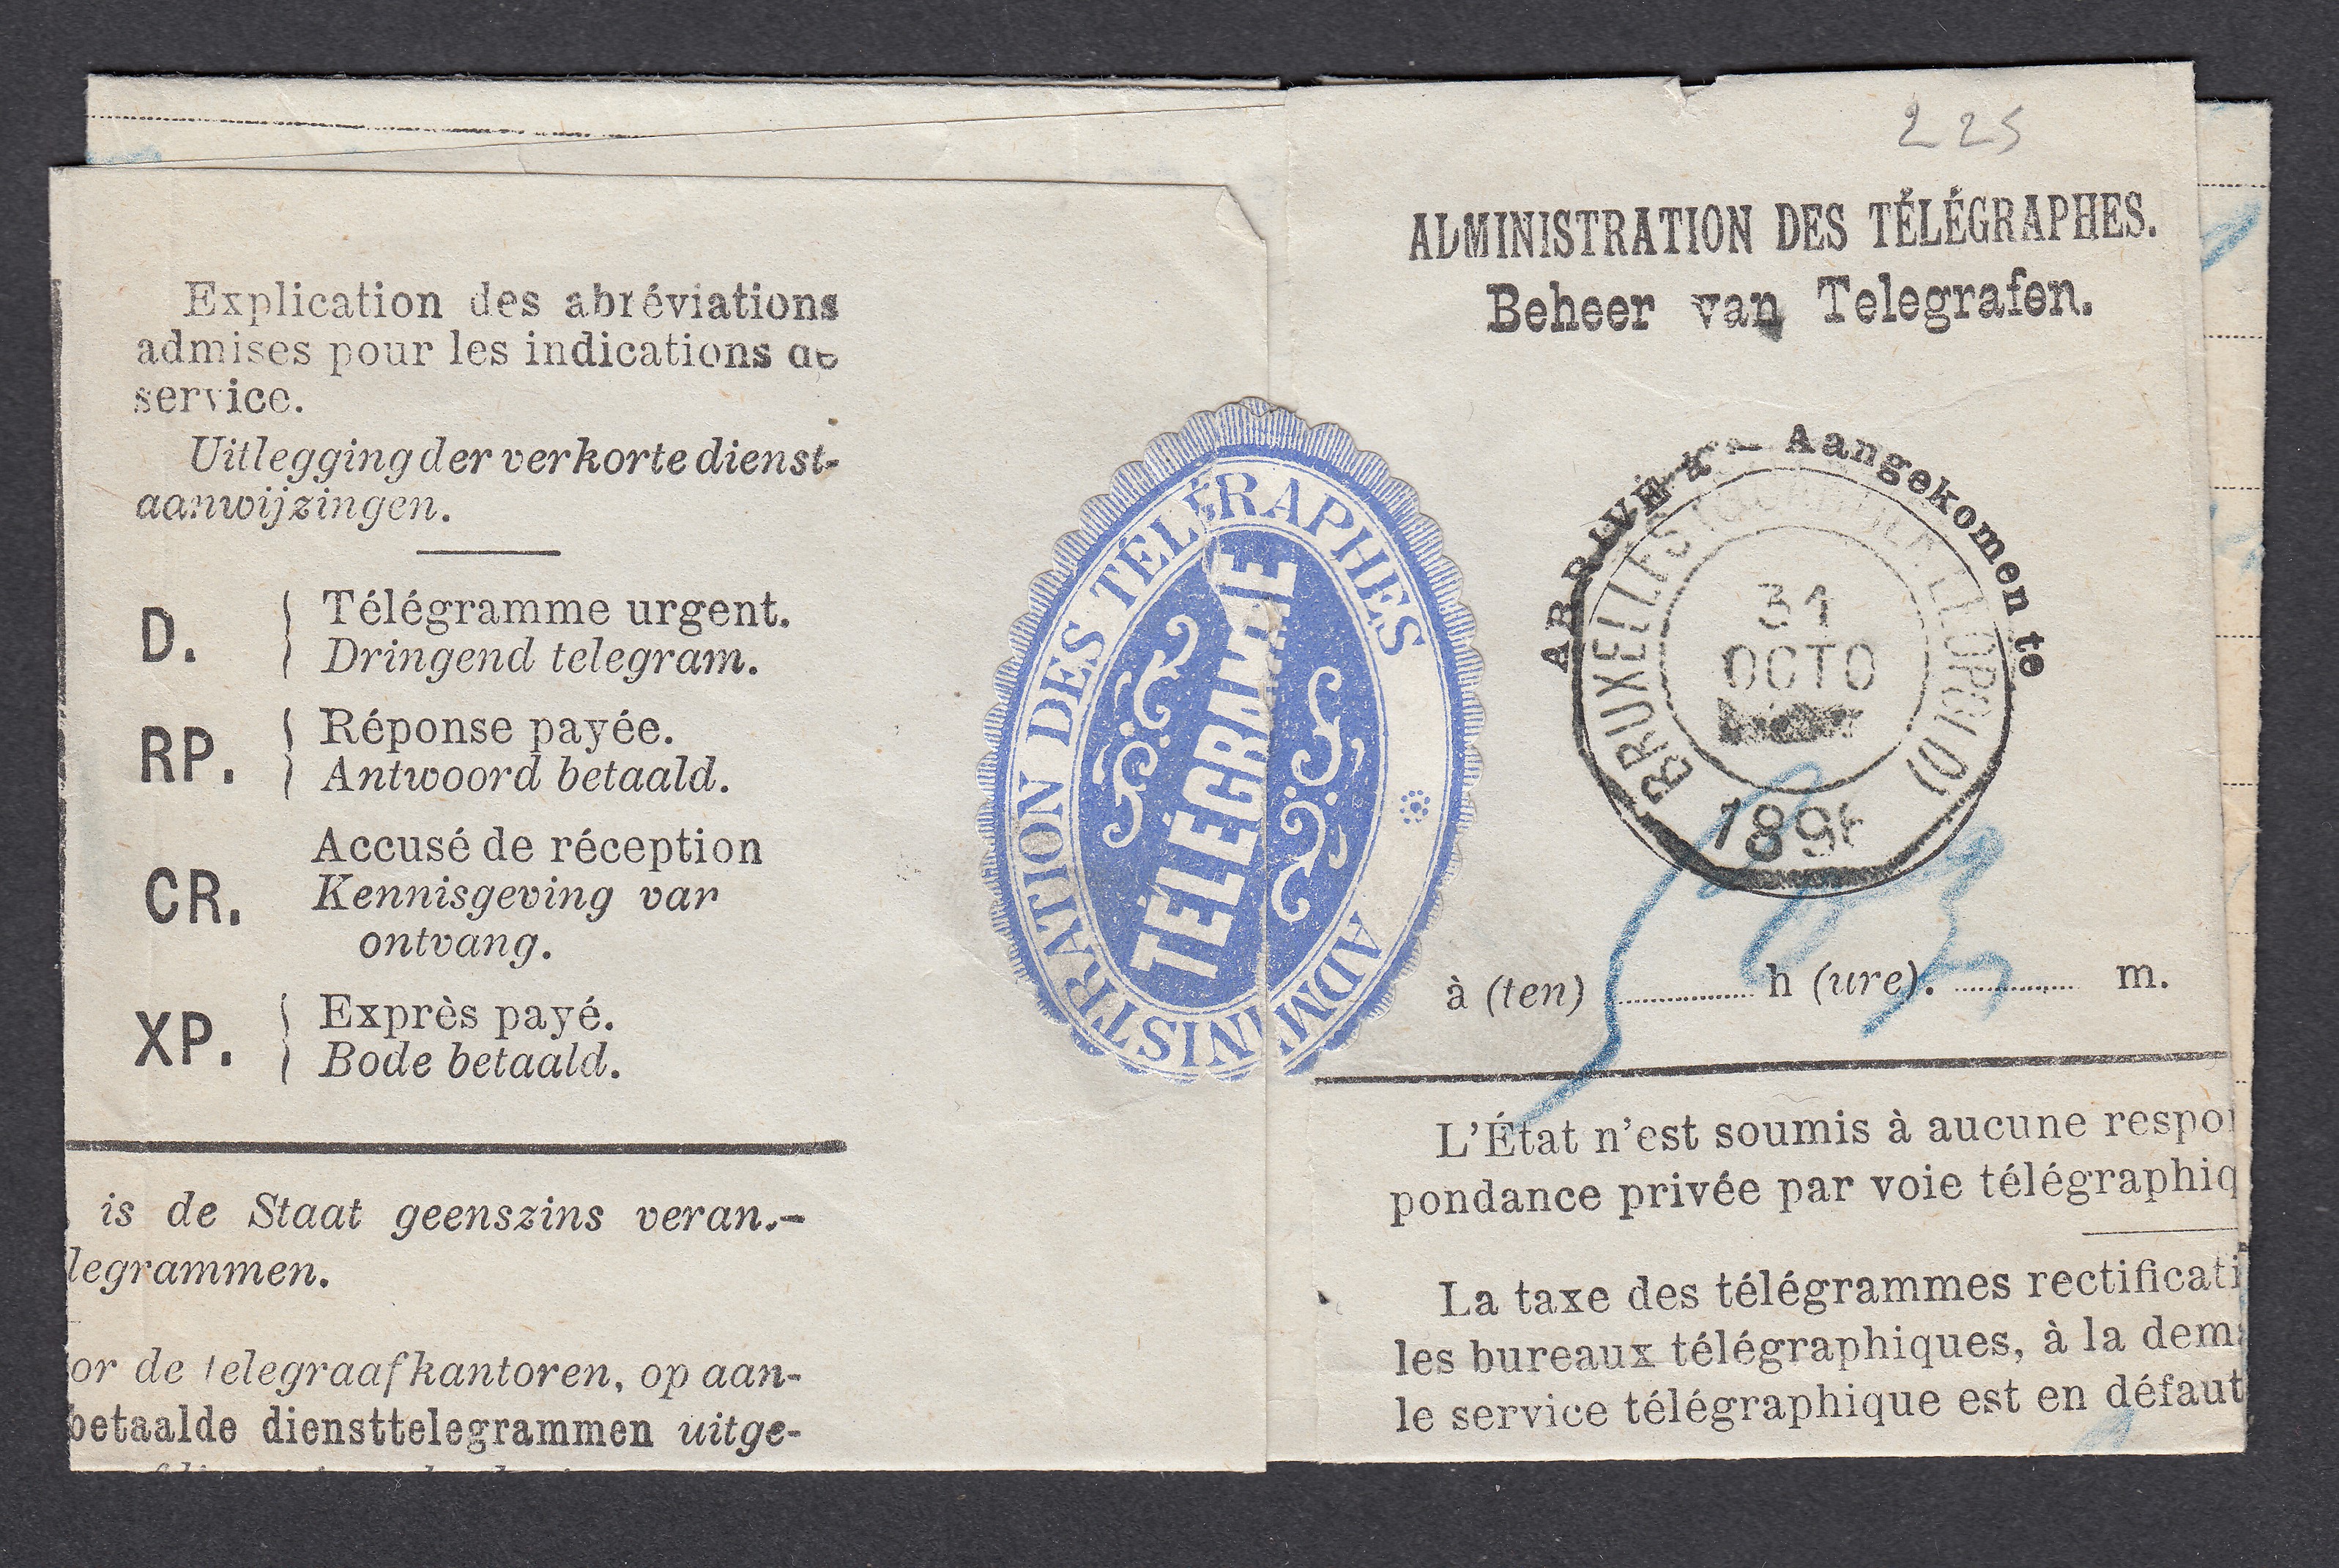 Explication des abréviations
admises pour les indications de
service.
Uitlegging der verkorte dienst-
aanwijzingen.
D. Télégramme urgent.
Dringend telegram.
RP. Réponse payée.
Antwoord betaald.
CR. Accusé de réception
Kennisgeving var
ontvang.
XP. Exprès payé.
Bode betaald.
is de Staat geenszins veran.-
legrammen.
or de telegraafkantoren, op aan-
betaalde diensttelegrammen uitge-
ADMINISTRATION DES TÉLÉGRAPHES
TÉLÉGRAMME
225
ADMINISTRATION DES TÉLÉGRAPHES.
Beheer van Telegrafen.
ARRIVÉ à — Aangekomen te
BRUXELLES
31
OCTO
à (ten) h (ure). m.
L'État n'est soumis à aucune respon
pondance privée par voie télégraphiq
La taxe des télégrammes rectificati
les bureaux télégraphiques, à la dema
le service télégraphique est en défaut